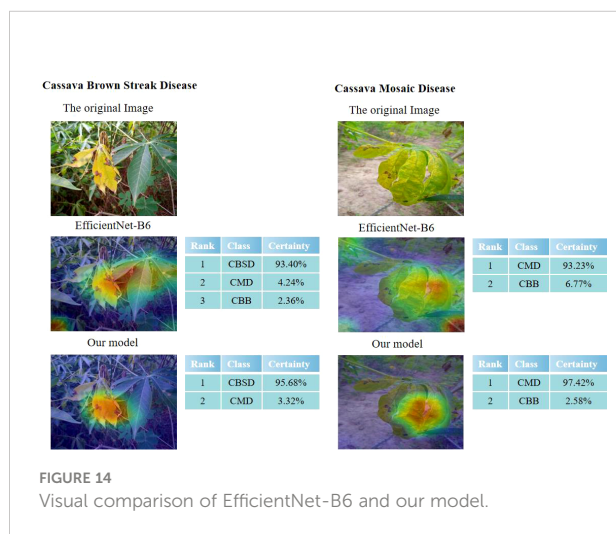 Cassava Brown Streak Disease
The original Image
EfficientNet-B6
Rank Class Certainty
1 CBSD 93.40%
2 CMD 4.24%
3 CBB 2.36%
Our model
Rank Class Certainty
1 CBSD 95.68%
2 CMD 3.32%
Cassava Mosaic Disease
The original Image
EfficientNet-B6
Rank Class Certainty
1 CMD 93.23%
2 CBB 6.77%
Our model
Rank Class Certainty
1 CMD 97.42%
2 CBB 2.58%
FIGURE 14
Visual comparison of EfficientNet-B6 and our model.